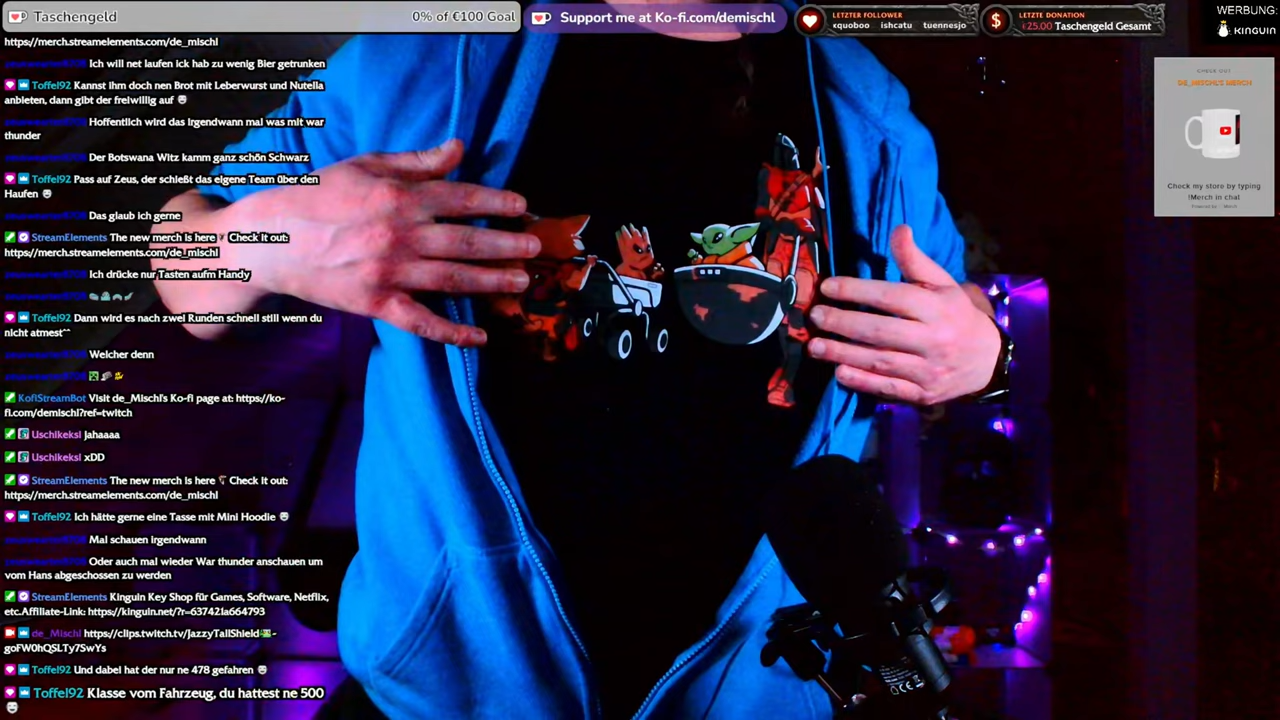 Taschengeld
0% of €100 Goal
Support me at Ko-fi.com/demischl
LETZTER FOLLOWER
xquoboo ishcatu tuennesjo
LETZTE DONATION
€25.00 Taschengeld Gesamt
WERBUNG:
KINGUIN
CHECK OUT
DE_MISCHL'S MERCH
Check my store by typing
!Merch in chat
https://merch.streamelements.com/de_mischl
Ich will net laufen ick hab zu wenig Bier getrunken
Toffel92 Kannst ihm doch nen Brot mit Leberwurst und Nutella
anbieten, dann gibt der freiwillig auf
Hoffentlich wird das irgendwann mal was mit war
thunder
Der Botswana Witz kamm ganz schön Schwarz
Toffel92 Pass auf Zeus, der schießt das eigene Team über den
Haufen
Das glaub ich gerne
StreamElements The new merch is here Check it out:
https://merch.streamelements.com/de_mischl
Ich drücke nur Tasten aufm Handy
Toffel92 Dann wird es nach zwei Runden schnell still wenn du
nicht atmest^^
Welcher denn
KofiStreamBot Visit de_Mischl's Ko-fi page at: https://ko-
fi.com/demischl?ref=twitch
Uschikeksi Jahaaaa
Uschikeksi xDD
StreamElements The new merch is here Check it out:
https://merch.streamelements.com/de_mischl
Toffel92 Ich hätte gerne eine Tasse mit Mini Hoodie
Mal schauen irgendwann
Oder auch mal wieder War thunder anschauen um
vom Hans abgeschossen zu werden
StreamElements Kinguin Key Shop für Games, Software, Netflix,
etc.Affiliate-Link: https://kinguin.net/?r=637421a664793
de_Mischl https://clips.twitch.tv/JazzyTallShield -
goFW0hQSLTy7SwYs
Toffel92 Und dabei hat der nur ne 478 gefahren
Toffel92 Klasse vom Fahrzeug, du hattest ne 500
CE